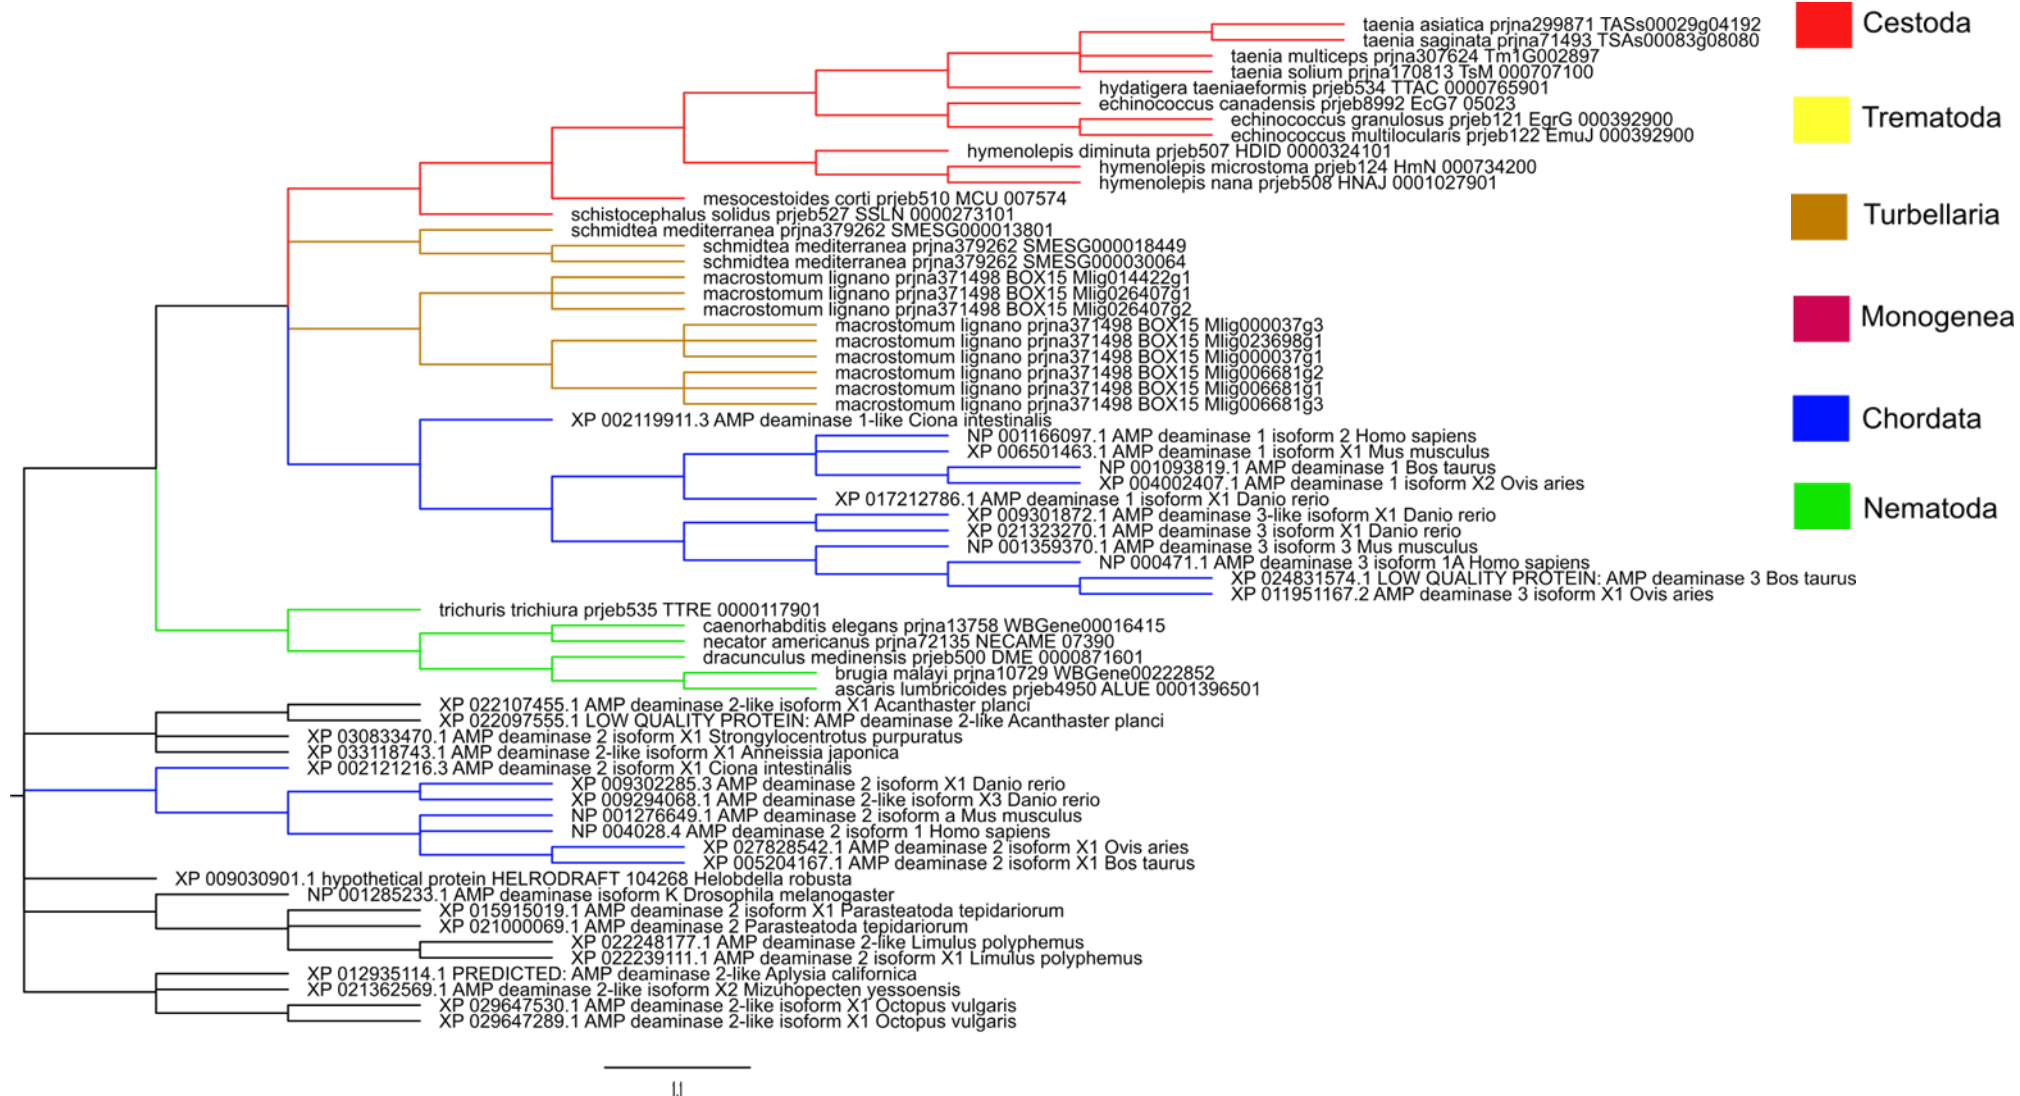 taenia asiatica prjna299871 TASs00029g04192
taenia saginata prjna71493 TSAs00083g08080
taenia multiceps prjna307624 Tm1G002897
taenia solium prjna170813 TsM 000707100
hydatigera taeniaeformis prjeb534 TTAC 0000765901
echinococcus canadensis prjeb8992 EcG7 05023
echinococcus granulosus prjeb121 EgrG 000392900
echinococcus multilocularis prjeb122 EmuJ 000392900
hymenolepis diminuta prjeb507 HDID 0000324101
hymenolepis microstoma prjeb124 HmN 000734200
hymenolepis nana prjeb508 HNAJ 0001027901
mesocestoides corti prjeb510 MCU 007574
schistocephalus solidus prjeb527 SSLN 0000273101
schmidtea mediterranea prjna379262 SMESG000013801
schmidtea mediterranea prjna379262 SMESG000018449
schmidtea mediterranea prjna379262 SMESG000030064
macrostomum lignano prjna371498 BOX15 Mlig014422g1
macrostomum lignano prjna371498 BOX15 Mlig026407g1
macrostomum lignano prjna371498 BOX15 Mlig026407g2
macrostomum lignano prjna371498 BOX15 Mlig000037g3
macrostomum lignano prjna371498 BOX15 Mlig023698g1
macrostomum lignano prjna371498 BOX15 Mlig000037g1
macrostomum lignano prjna371498 BOX15 Mlig006681g2
macrostomum lignano prjna371498 BOX15 Mlig006681g1
macrostomum lignano prjna371498 BOX15 Mlig006681g3
XP 002119911.3 AMP deaminase 1-like Ciona intestinalis
NP 001166097.1 AMP deaminase 1 isoform 2 Homo sapiens
XP 006501463.1 AMP deaminase 1 isoform X1 Mus musculus
NP 001093819.1 AMP deaminase 1 Bos taurus
XP 004002407.1 AMP deaminase 1 isoform X2 Ovis aries
XP 017212786.1 AMP deaminase 1 isoform X1 Danio rerio
XP 009301872.1 AMP deaminase 3-like isoform X1 Danio rerio
XP 021323270.1 AMP deaminase 3 isoform X1 Danio rerio
NP 001359370.1 AMP deaminase 3 isoform 3 Mus musculus
NP 000471.1 AMP deaminase 3 isoform 1A Homo sapiens
XP 024831574.1 LOW QUALITY PROTEIN: AMP deaminase 3 Bos taurus
XP 011951167.2 AMP deaminase 3 isoform X1 Ovis aries
trichuris trichiura prjeb535 TTRE 0000117901
caenorhabditis elegans prjna13758 WBGene00016415
necator americanus prjna72135 NECAME 07390
dracunculus medinensis prjeb500 DME 0000871601
brugia malayi prjna10729 WBGene00222852
ascaris lumbricoides prjeb4950 ALUE 0001396501
XP 022107455.1 AMP deaminase 2-like isoform X1 Acanthaster planci
XP 022097555.1 LOW QUALITY PROTEIN: AMP deaminase 2-like Acanthaster planci
XP 030833470.1 AMP deaminase 2 isoform X1 Strongylocentrotus purpuratus
XP 033118743.1 AMP deaminase 2-like isoform X1 Anneissia japonica
XP 002121216.3 AMP deaminase 2 isoform X1 Ciona intestinalis
XP 009302285.3 AMP deaminase 2 isoform X1 Danio rerio
XP 009294068.1 AMP deaminase 2-like isoform X3 Danio rerio
NP 001276649.1 AMP deaminase 2 isoform a Mus musculus
NP 004028.4 AMP deaminase 2 isoform 1 Homo sapiens
XP 027828542.1 AMP deaminase 2 isoform X1 Ovis aries
XP 005204167.1 AMP deaminase 2 isoform X1 Bos taurus
XP 009030901.1 hypothetical protein HELRODRAFT 104268 Helobdella robusta
NP 001285233.1 AMP deaminase isoform K Drosophila melanogaster
XP 015915019.1 AMP deaminase 2 isoform X1 Parasteatoda tepidariorum
XP 021000069.1 AMP deaminase 2 Parasteatoda tepidariorum
XP 022248177.1 AMP deaminase 2-like Limulus polyphemus
XP 022239111.1 AMP deaminase 2 isoform X1 Limulus polyphemus
XP 012935114.1 PREDICTED: AMP deaminase 2-like Aplysia californica
XP 021362569.1 AMP deaminase 2-like isoform X2 Mizuhopecten yessoensis
XP 029647530.1 AMP deaminase 2-like isoform X1 Octopus vulgaris
XP 029647289.1 AMP deaminase 2-like isoform X1 Octopus vulgaris
Cestoda
Trematoda
Turbellaria
Monogenea
Chordata
Nematoda